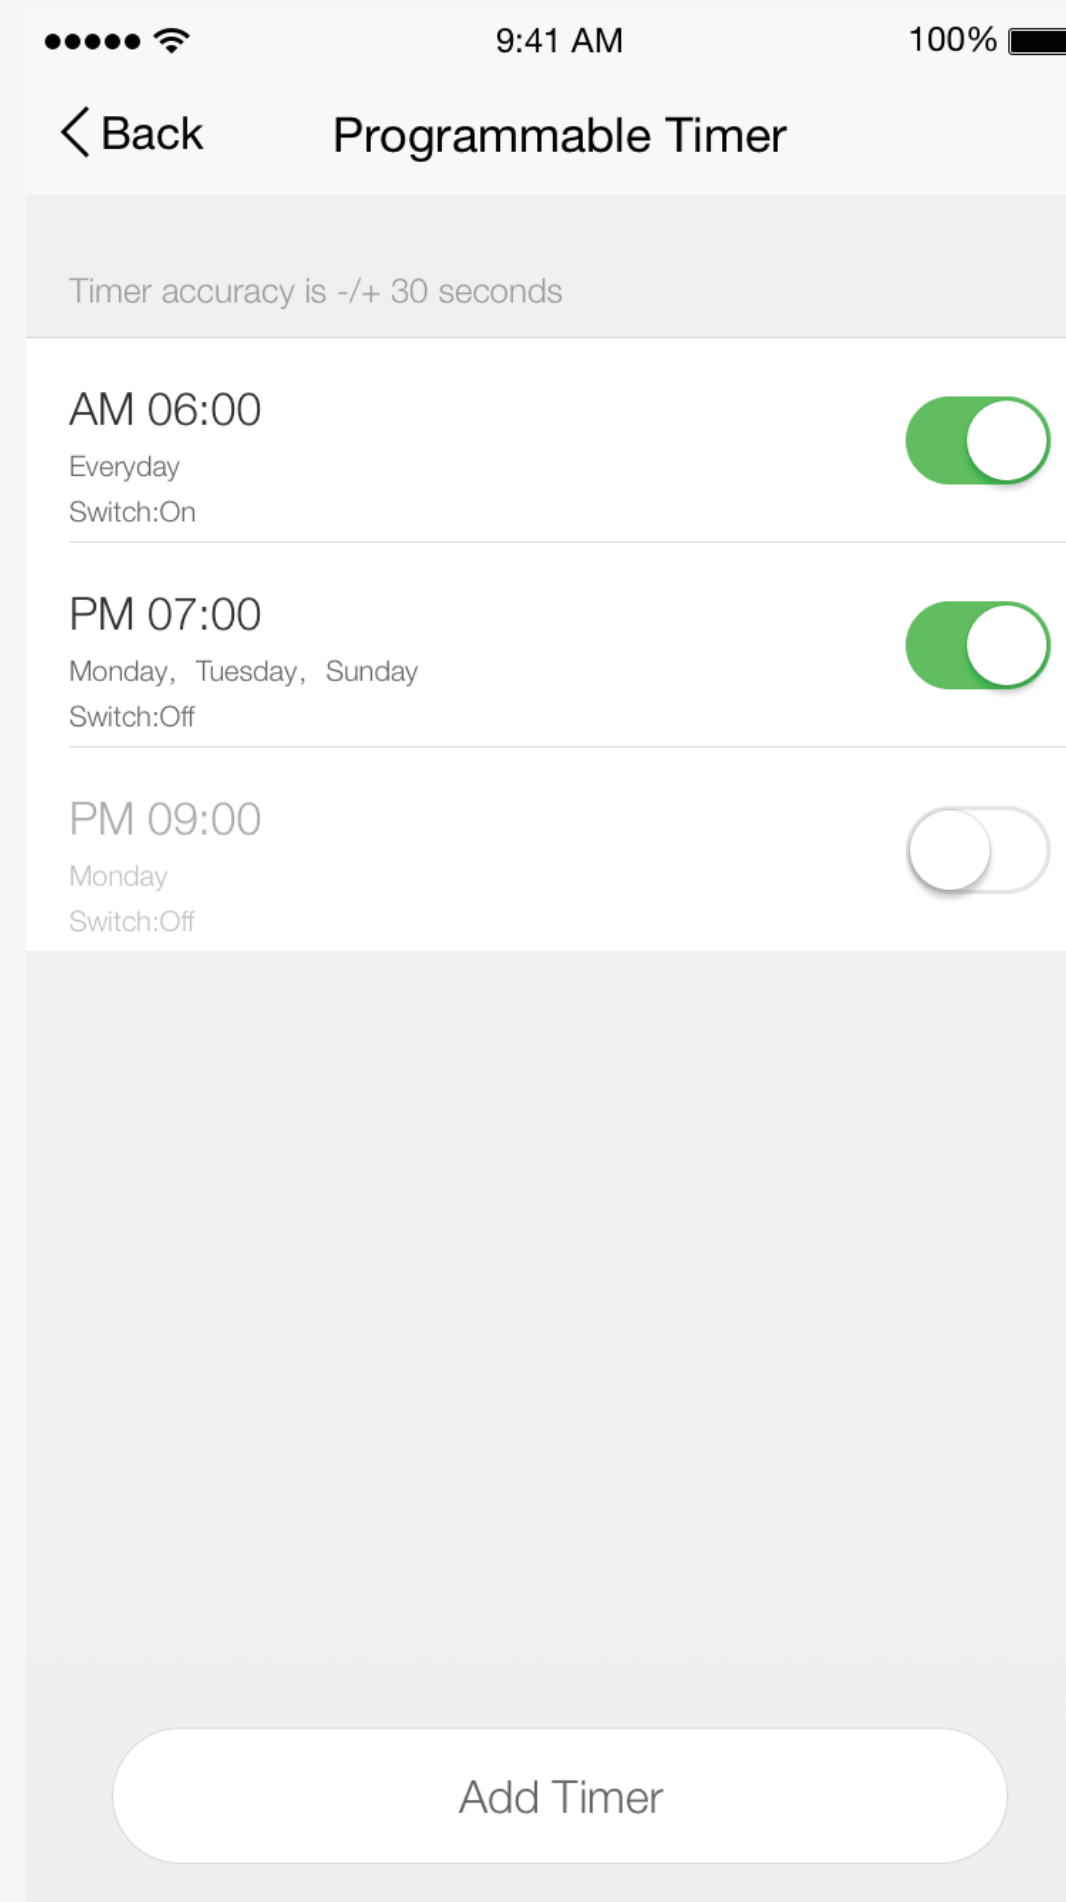 9:41 AM 100%
Back Programmable Timer
Timer accuracy is -/+ 30 seconds
AM 06:00
Everyday
Switch:On
PM 07:00
Monday, Tuesday, Sunday
Switch:Off
PM 09:00
Monday
Switch:Off
Add Timer